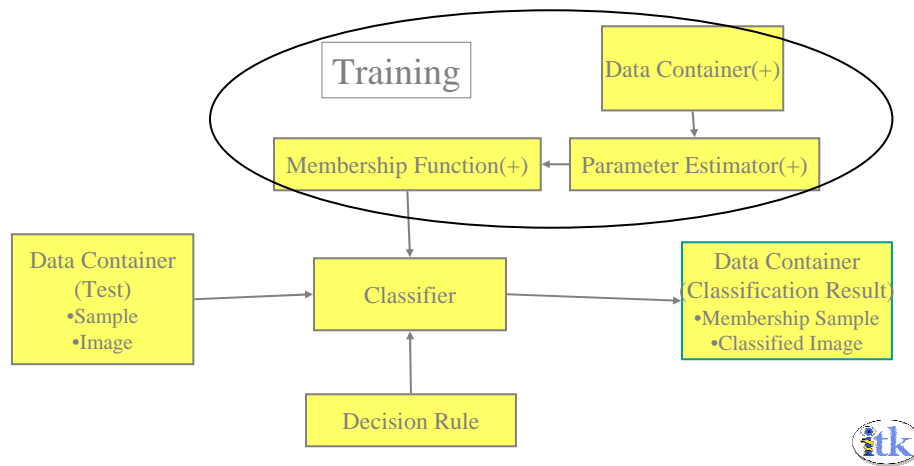 Training
Data Container(+)
Membership Function(+)
Parameter Estimator(+)
Data Container
(Test)
•Sample
•Image
Classifier
Data Container
(Classification Result)
•Membership Sample
•Classified Image
Decision Rule
itk